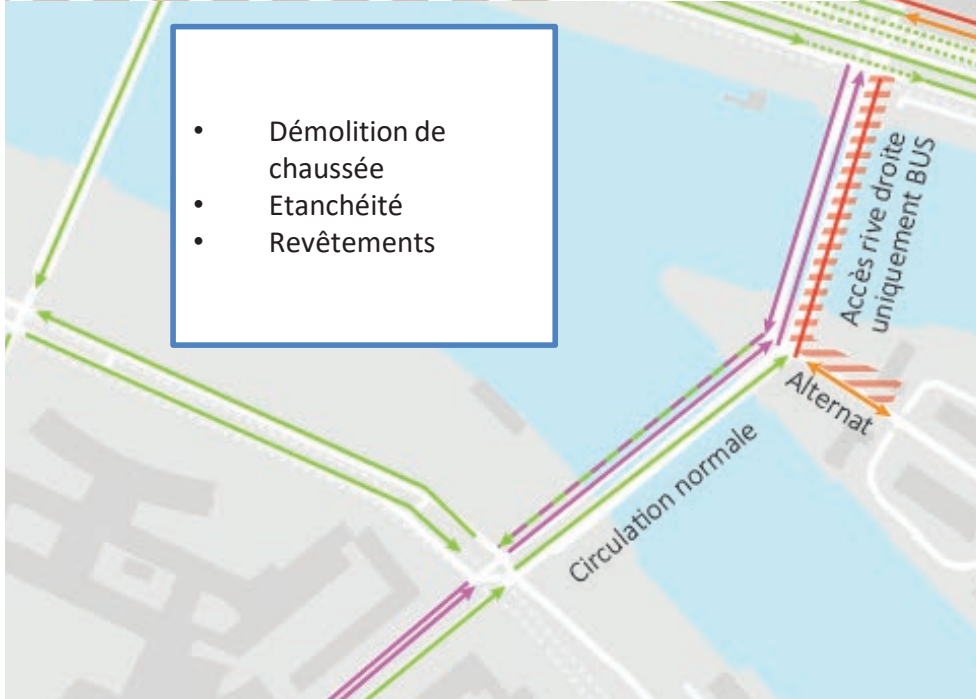 • Démolition de
chaussée
• Etanchéité
• Revêtements
Accès rive droite
uniquement BUS
Alternat
Circulation normale